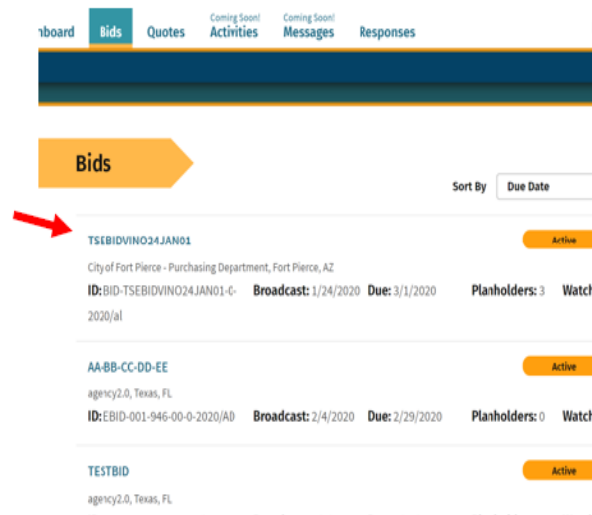 Coming Soon! Coming Soon!
nboard Bids Quotes Activities Messages Responses
Bids
Sort By Due Date
TSEBIDVINO24JAN01 Active
City of Fort Pierce - Purchasing Department, Fort Pierce, AZ
ID: BID-TSEBIDVINO24JAN01-0- Broadcast: 1/24/2020 Due: 3/1/2020 Planholders: 3 Watch
2020/al
AA-BB-CC-DD-EE Active
agency2.0, Texas, FL
ID: EBID-001-946-00-0-2020/AD Broadcast: 2/4/2020 Due: 2/29/2020 Planholders: 0 Watch
TESTBID Active
agency2.0, Texas, FL